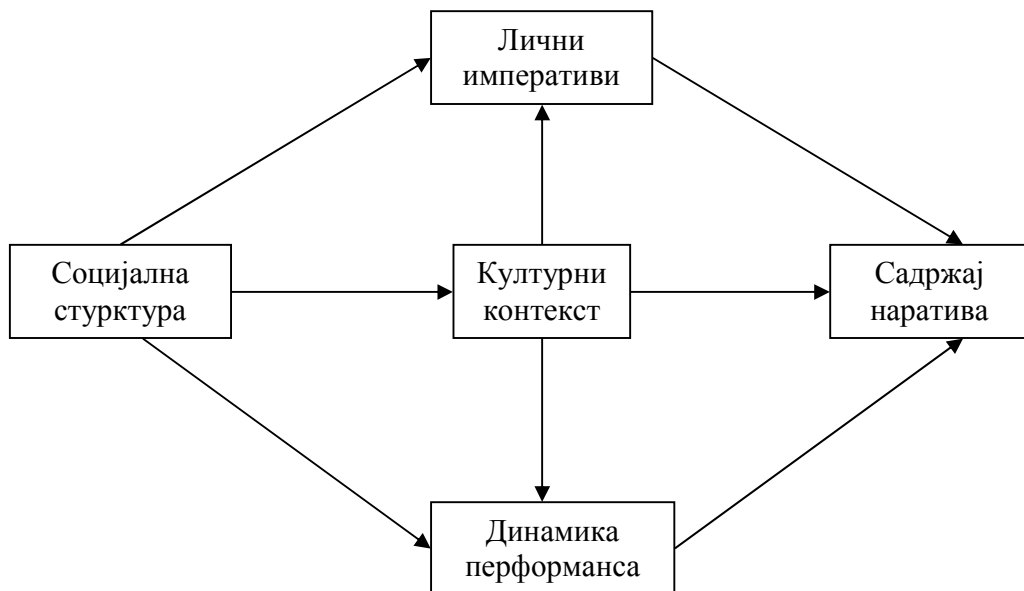 Лични
императиви
Социјална
стурктура
Културни
контекст
Садржај
наратива
Динамика
перформанса